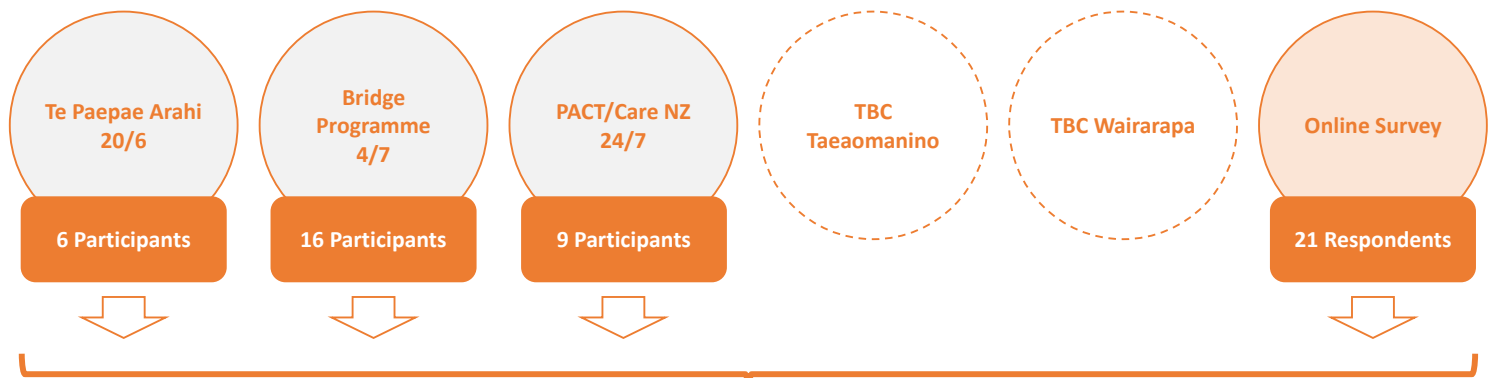 Te Paepae Arahi
20/6
Bridge
Programme
4/7
PACT/Care NZ
24/7
TBC
Taeaomanino
TBC Wairarapa
Online Survey
6 Participants
16 Participants
9 Participants
21 Respondents